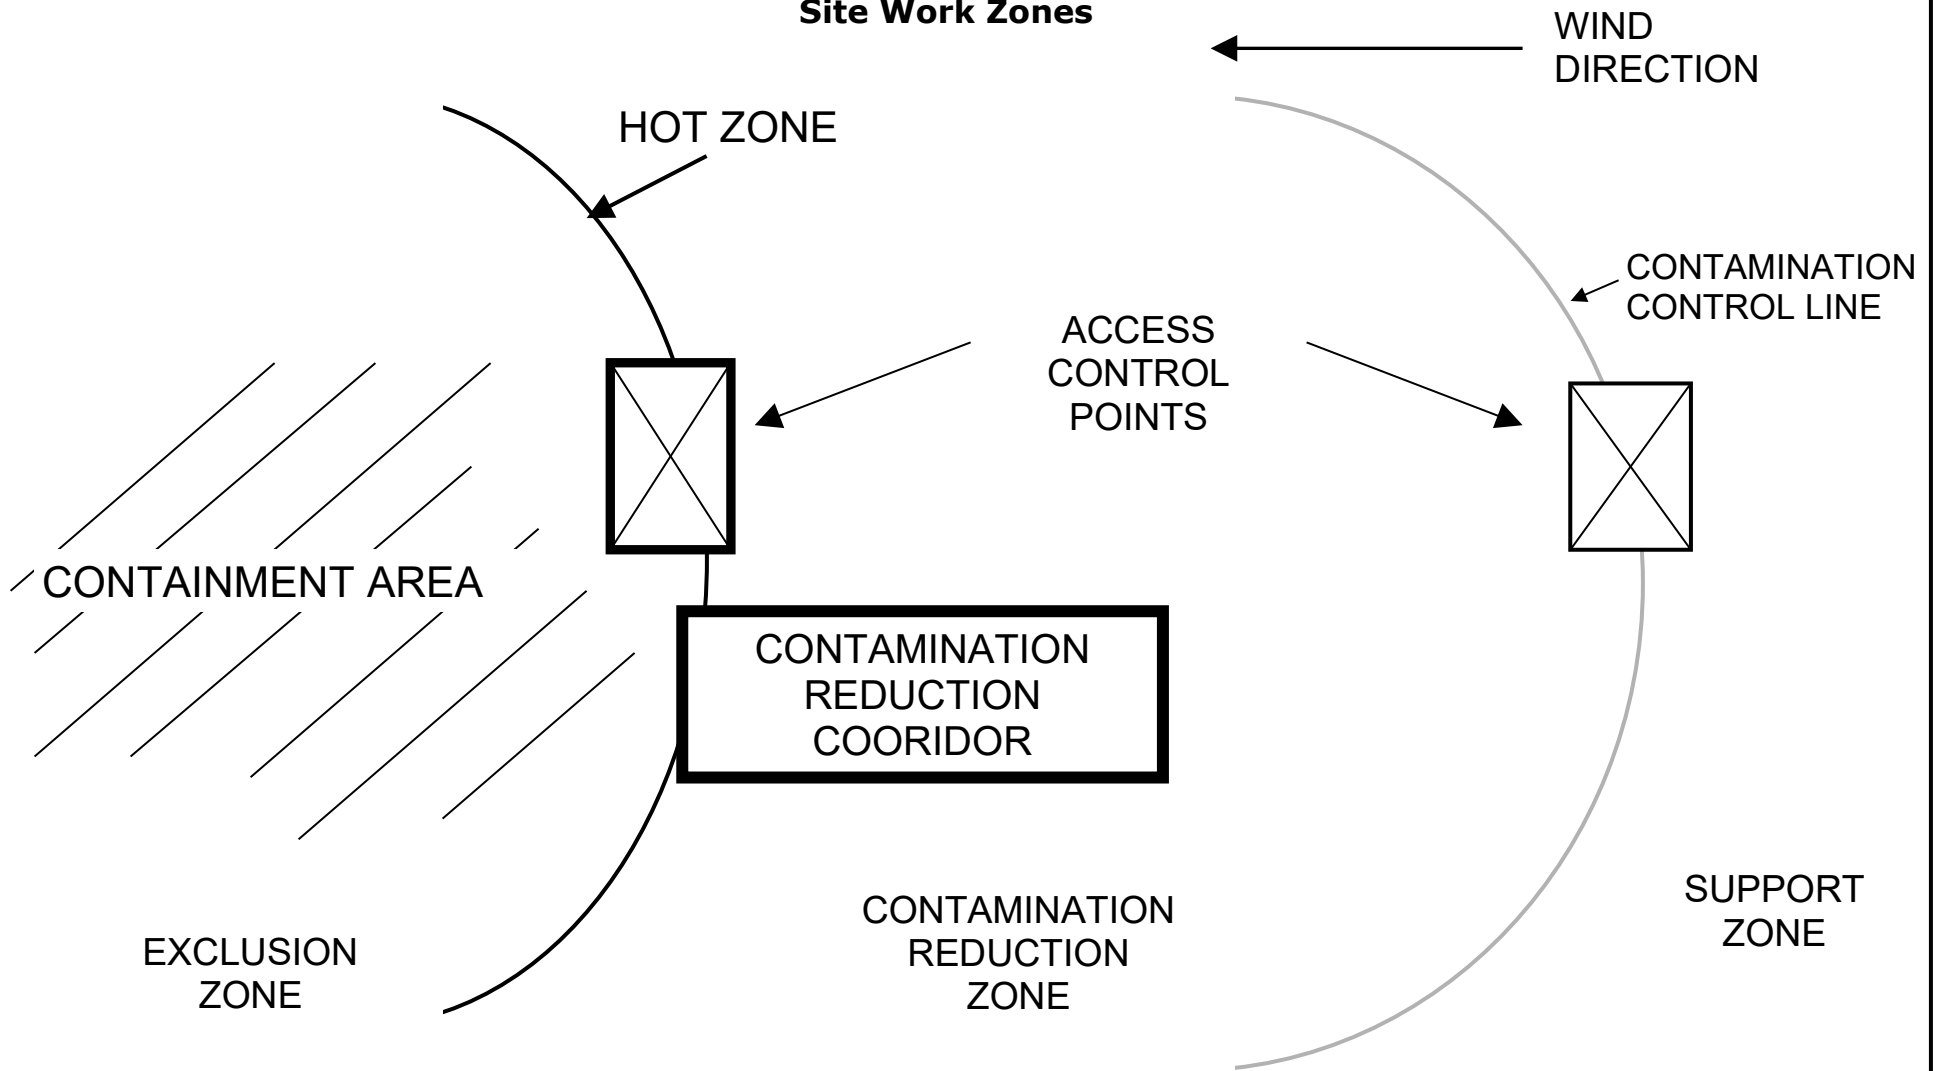 Site Work Zones
WIND
DIRECTION
HOT ZONE
CONTAMINATION
CONTROL LINE
ACCESS
CONTROL
POINTS
CONTAINMENT AREA
CONTAMINATION
REDUCTION
COORIDOR
SUPPORT
ZONE
CONTAMINATION
REDUCTION
ZONE
EXCLUSION
ZONE